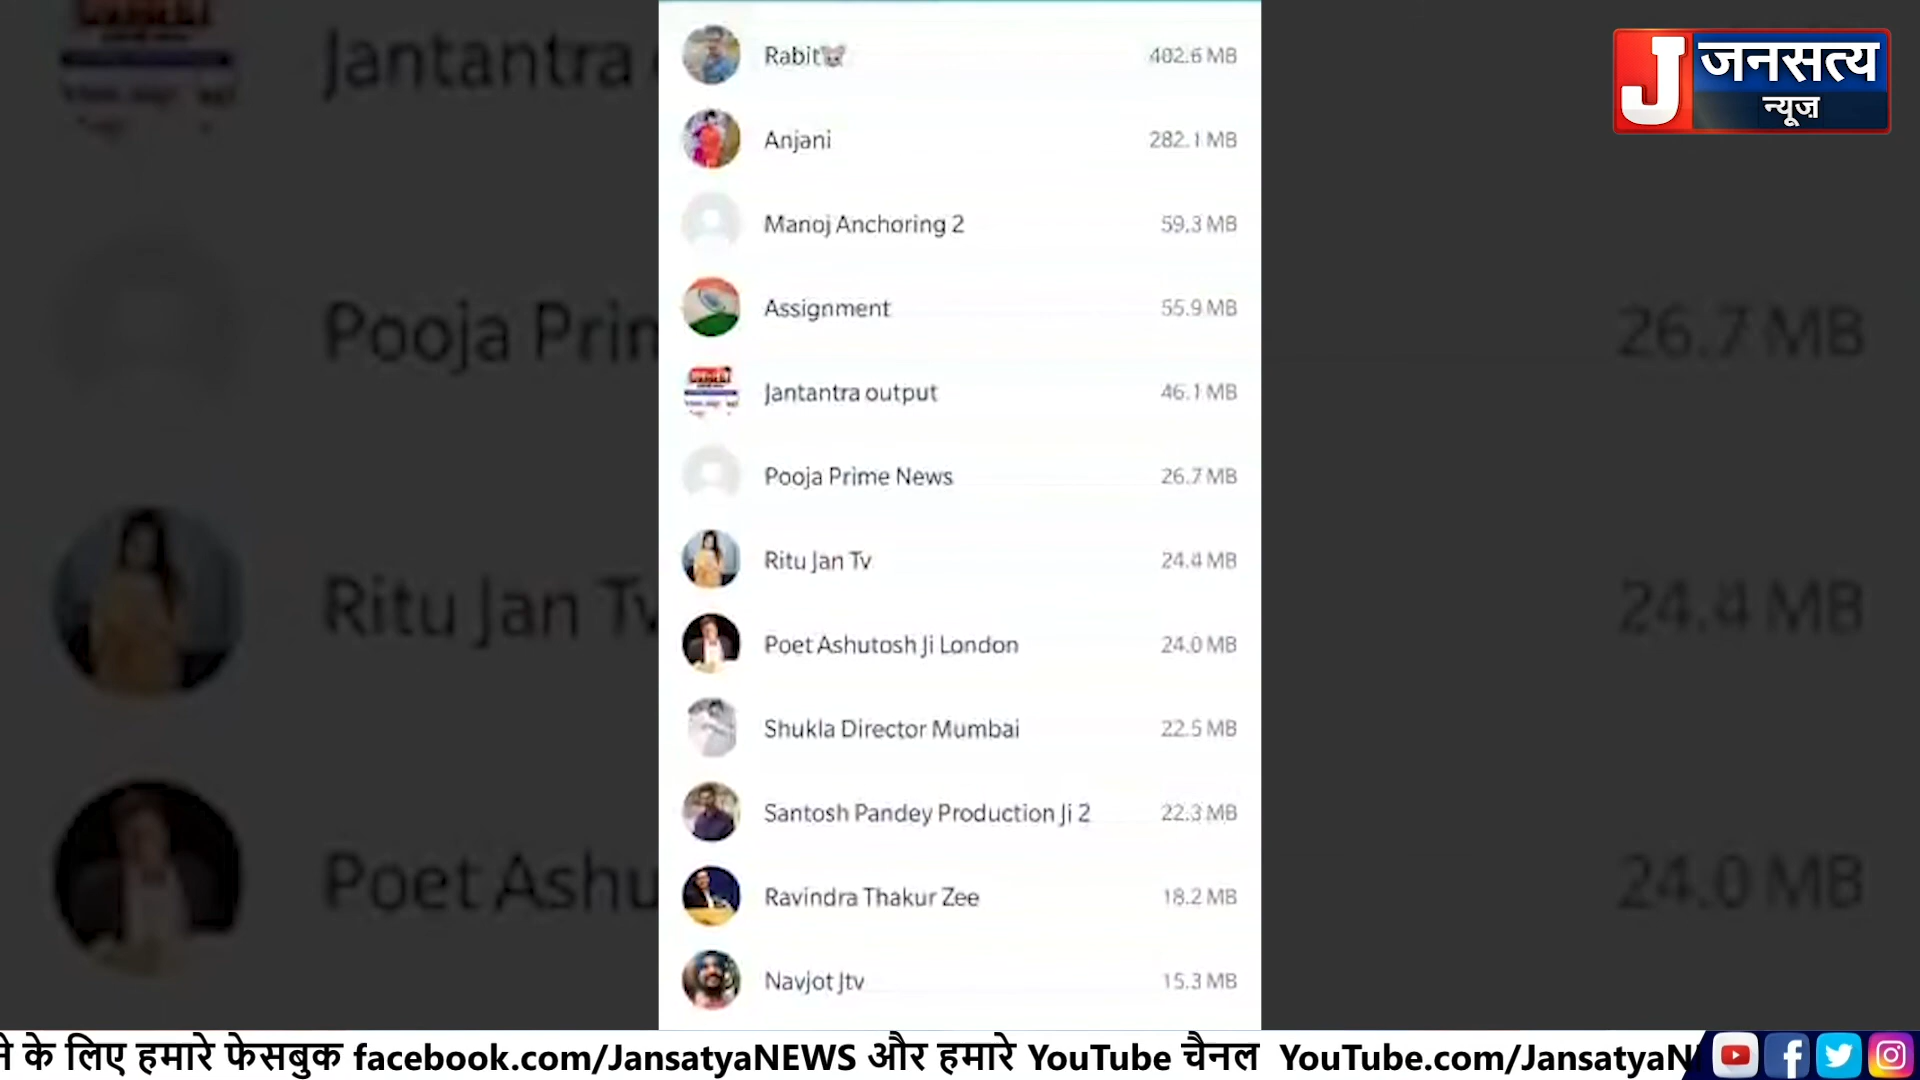 Rabit🐭
402.6 MB
Anjani
282.1 MB
Manoj Anchoring 2
59.3 MB
Assignment
55.9 MB
Jantantra output
46.1 MB
Pooja Prime News
26.7 MB
Ritu Jan Tv
24.4 MB
Poet Ashutosh Ji London
24.0 MB
Shukla Director Mumbai
22.5 MB
Santosh Pandey Production Ji 2
22.3 MB
Ravindra Thakur Zee
18.2 MB
Navjot Jtv
15.3 MB
Jantantra
Pooja Prin
26.7 MB
Ritu Jan Tv
24.4 MB
Poet Ashu
24.0 MB
J जनसत्य
न्यूज़
के लिए हमारे फेसबुक facebook.com/JansatyaNEWS और हमारे YouTube चैनल YouTube.com/JansatyaN